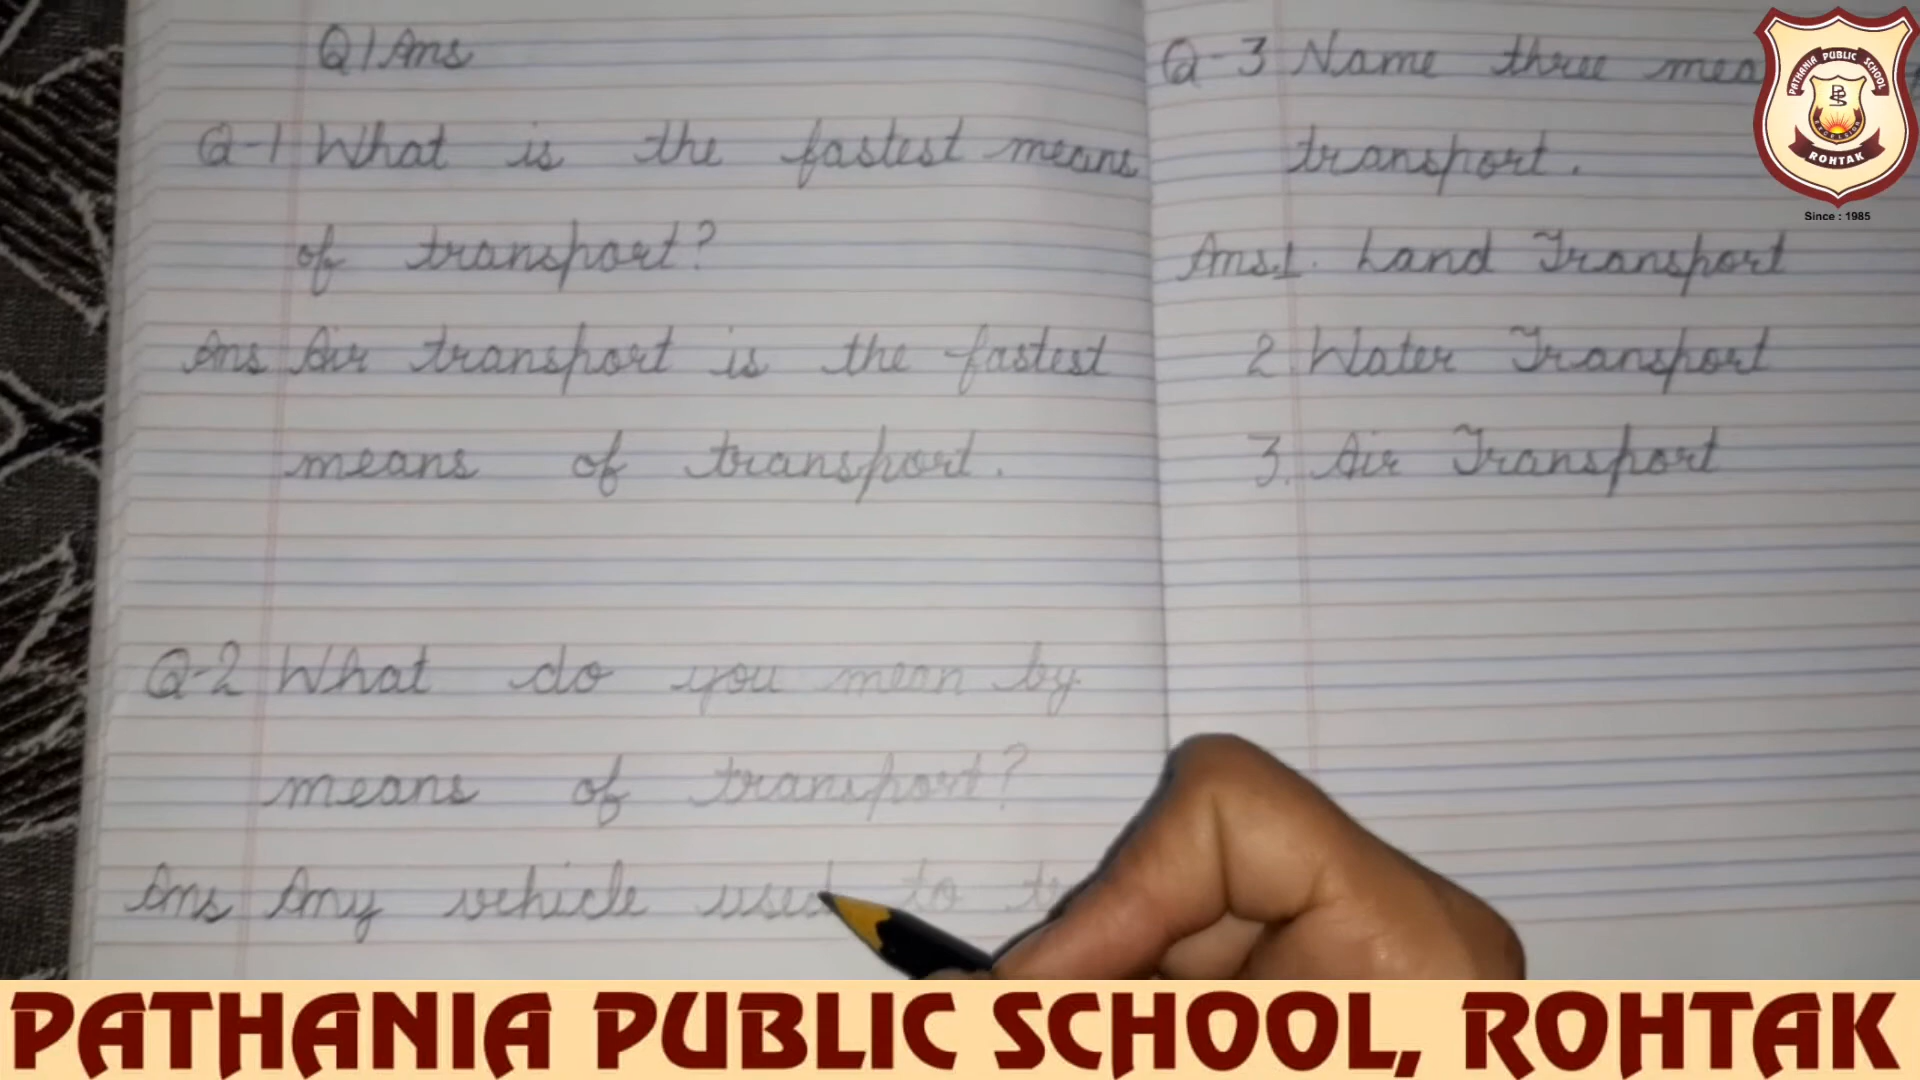 Q1 Ans
Q-1 What is the fastest means
of transport?
Ans Air transport is the fastest
means of transport.
Q-2 What do you mean by
means of transport?
Ans Any vehicle used to
Q-3 Name three
transport.
Ans 1. Land Transport
2. Water Transport
3. Air Transport
PATHANIA PUBLIC SCHOOL
PS
EXCELSIOR
ROHTAK
Since : 1985
PATHANIA PUBLIC SCHOOL, ROHTAK